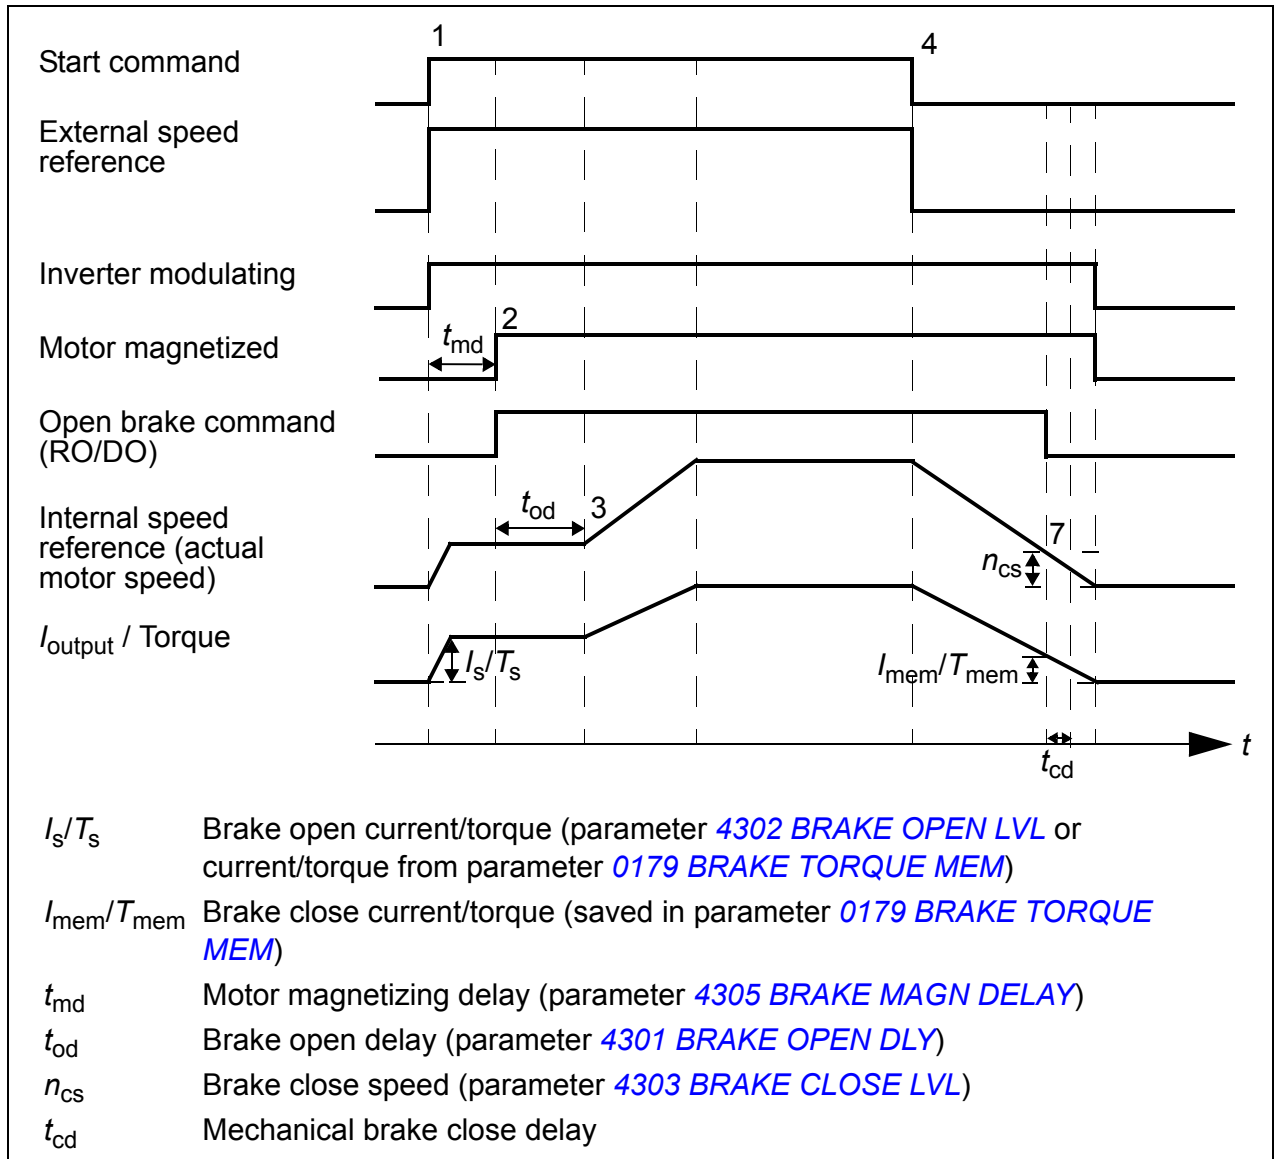 1
4
Start command
External speed
reference
Inverter modulating
2
tmd
Motor magnetized
Open brake command
(RO/DO)
tod
3
Internal speed
reference (actual
motor speed)
7
ncs
Ioutput / Torque
Is/Ts
Imem/Tmem
t
tcd
Is/Ts Brake open current/torque (parameter 4302 BRAKE OPEN LVL or
current/torque from parameter 0179 BRAKE TORQUE MEM)
Imem/Tmem Brake close current/torque (saved in parameter 0179 BRAKE TORQUE
MEM)
tmd Motor magnetizing delay (parameter 4305 BRAKE MAGN DELAY)
tod Brake open delay (parameter 4301 BRAKE OPEN DLY)
ncs Brake close speed (parameter 4303 BRAKE CLOSE LVL)
tcd Mechanical brake close delay